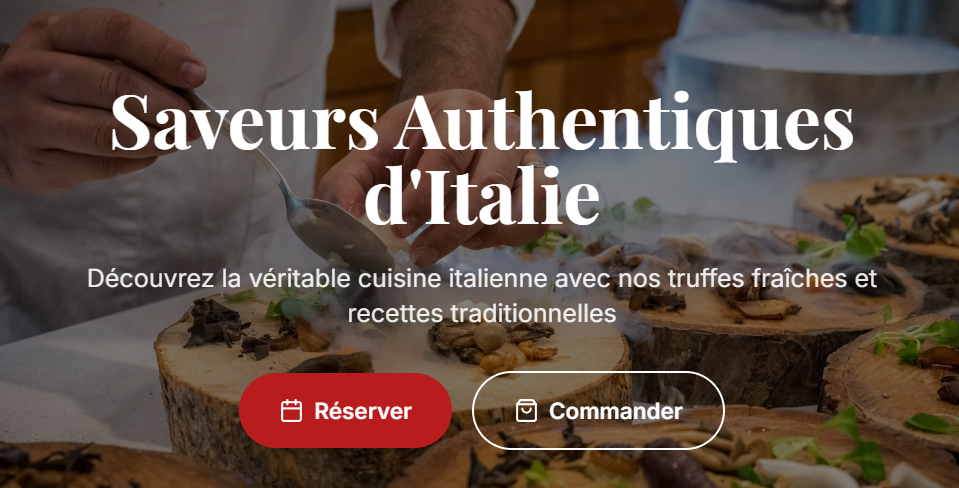 Saveurs Authentiques
d'Italie
Découvrez la véritable cuisine italienne avec nos truffes fraîches et
recettes traditionnelles
Réserver
Commander